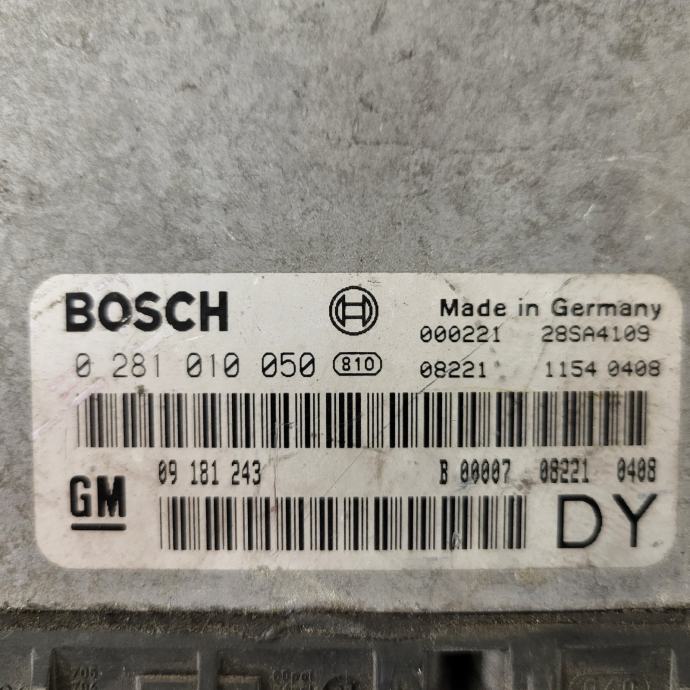 BOSCH
Made in Germany
000221 28SA4109
0 281 010 050 810
08221 1154 0408
09 181 243
B 00007 08221 0408
GM
DY